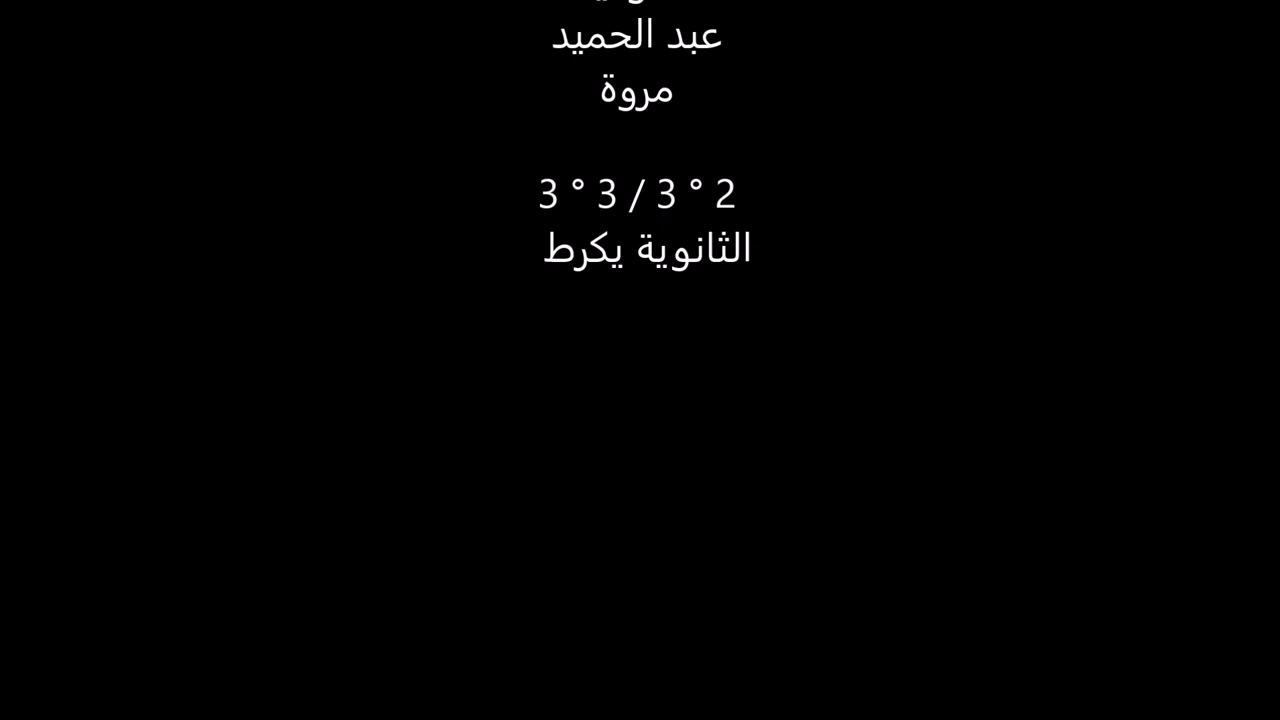 عبد الحميد
مروة
3 ° 3 / 3 ° 2
الثانوية يكرط